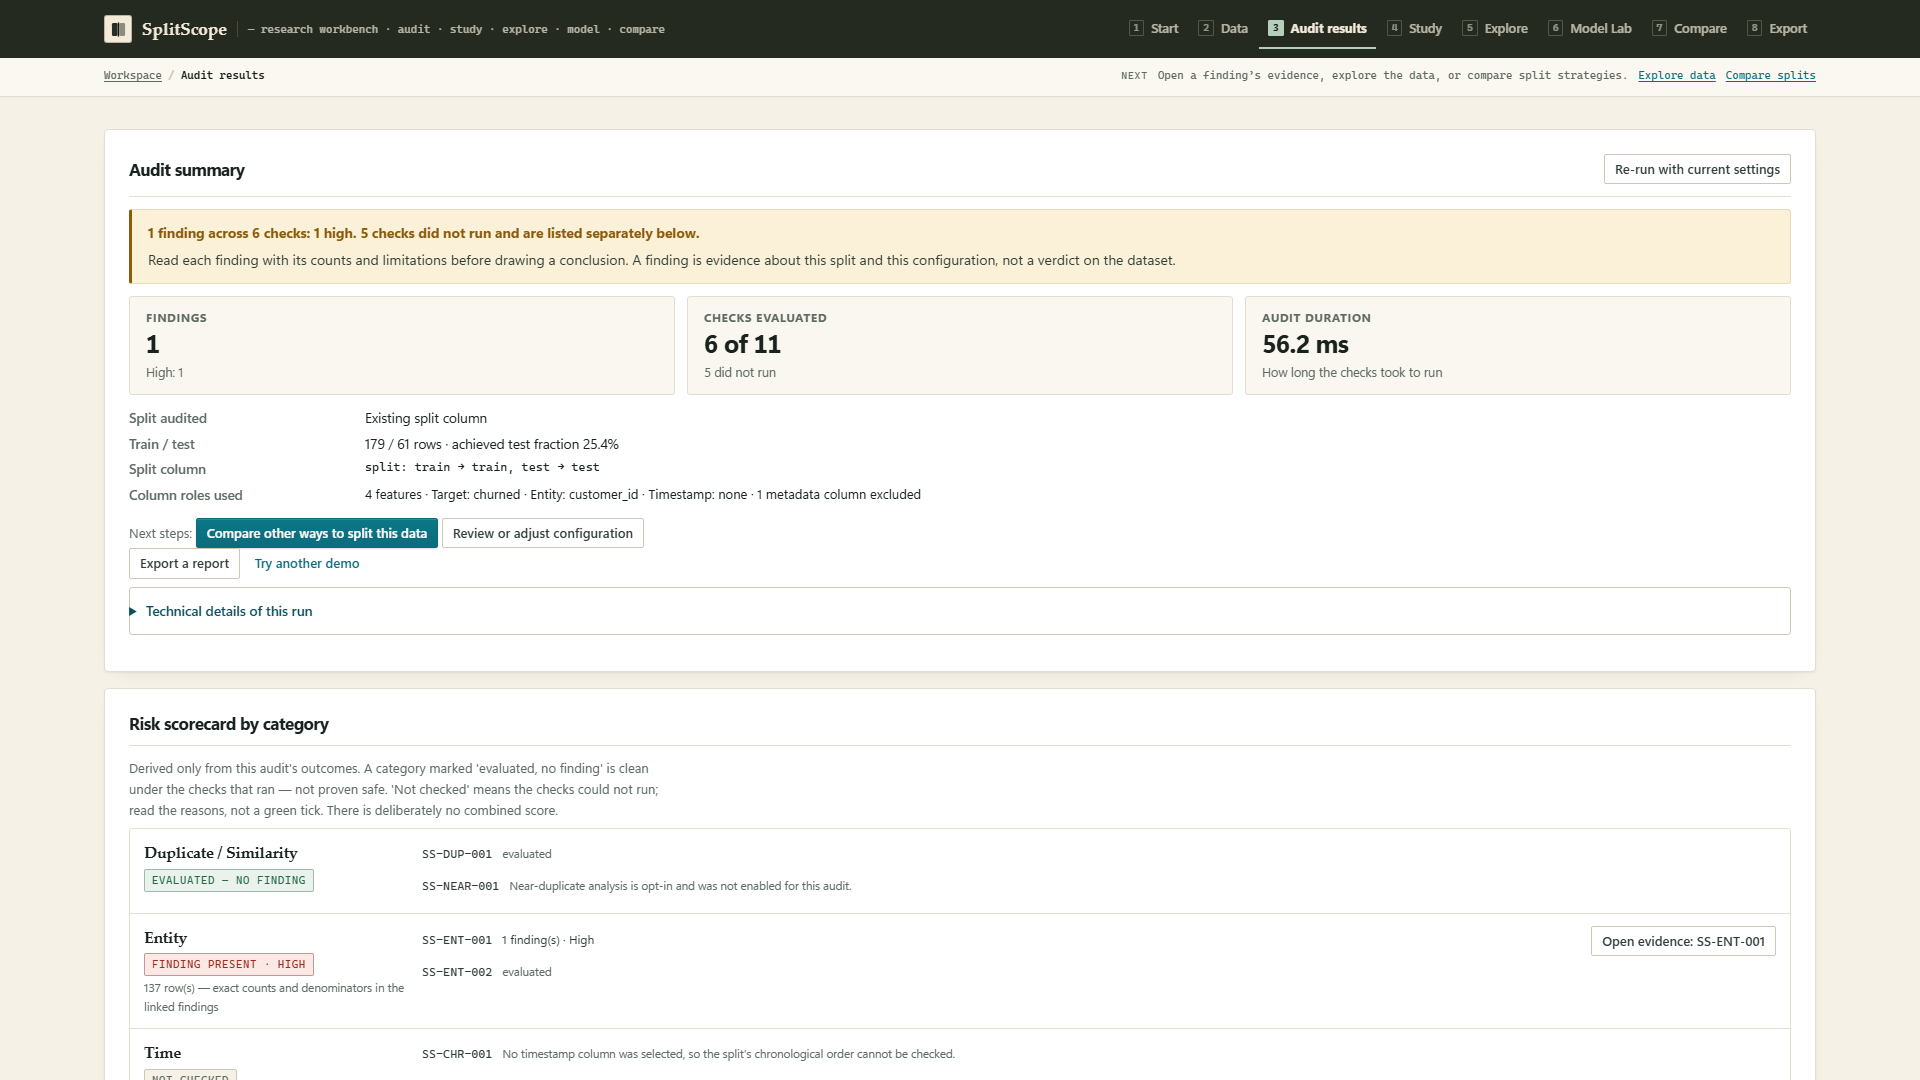 SplitScope — research workbench · audit · study · explore · model · compare
1 Start 2 Data 3 Audit results 4 Study 5 Explore 6 Model Lab 7 Compare 8 Export
Workspace / Audit results
NEXT Open a finding's evidence, explore the data, or compare split strategies. Explore data Compare splits
Audit summary
Re-run with current settings
1 finding across 6 checks: 1 high. 5 checks did not run and are listed separately below.
Read each finding with its counts and limitations before drawing a conclusion. A finding is evidence about this split and this configuration, not a verdict on the dataset.
FINDINGS
1
High: 1
CHECKS EVALUATED
6 of 11
5 did not run
AUDIT DURATION
56.2 ms
How long the checks took to run
Split audited Existing split column
Train / test 179 / 61 rows · achieved test fraction 25.4%
Split column split: train → train, test → test
Column roles used 4 features · Target: churned · Entity: customer_id · Timestamp: none · 1 metadata column excluded
Next steps: Compare other ways to split this data Review or adjust configuration
Export a report Try another demo
Technical details of this run
Risk scorecard by category
Derived only from this audit's outcomes. A category marked 'evaluated, no finding' is clean
under the checks that ran — not proven safe. 'Not checked' means the checks could not run;
read the reasons, not a green tick. There is deliberately no combined score.
Duplicate / Similarity
EVALUATED — NO FINDING
SS-DUP-001 evaluated
SS-NEAR-001 Near-duplicate analysis is opt-in and was not enabled for this audit.
Entity
FINDING PRESENT · HIGH
137 row(s) — exact counts and denominators in the
linked findings
SS-ENT-001 1 finding(s) · High
SS-ENT-002 evaluated
Open evidence: SS-ENT-001
Time
NOT CHECKED
SS-CHR-001 No timestamp column was selected, so the split's chronological order cannot be checked.